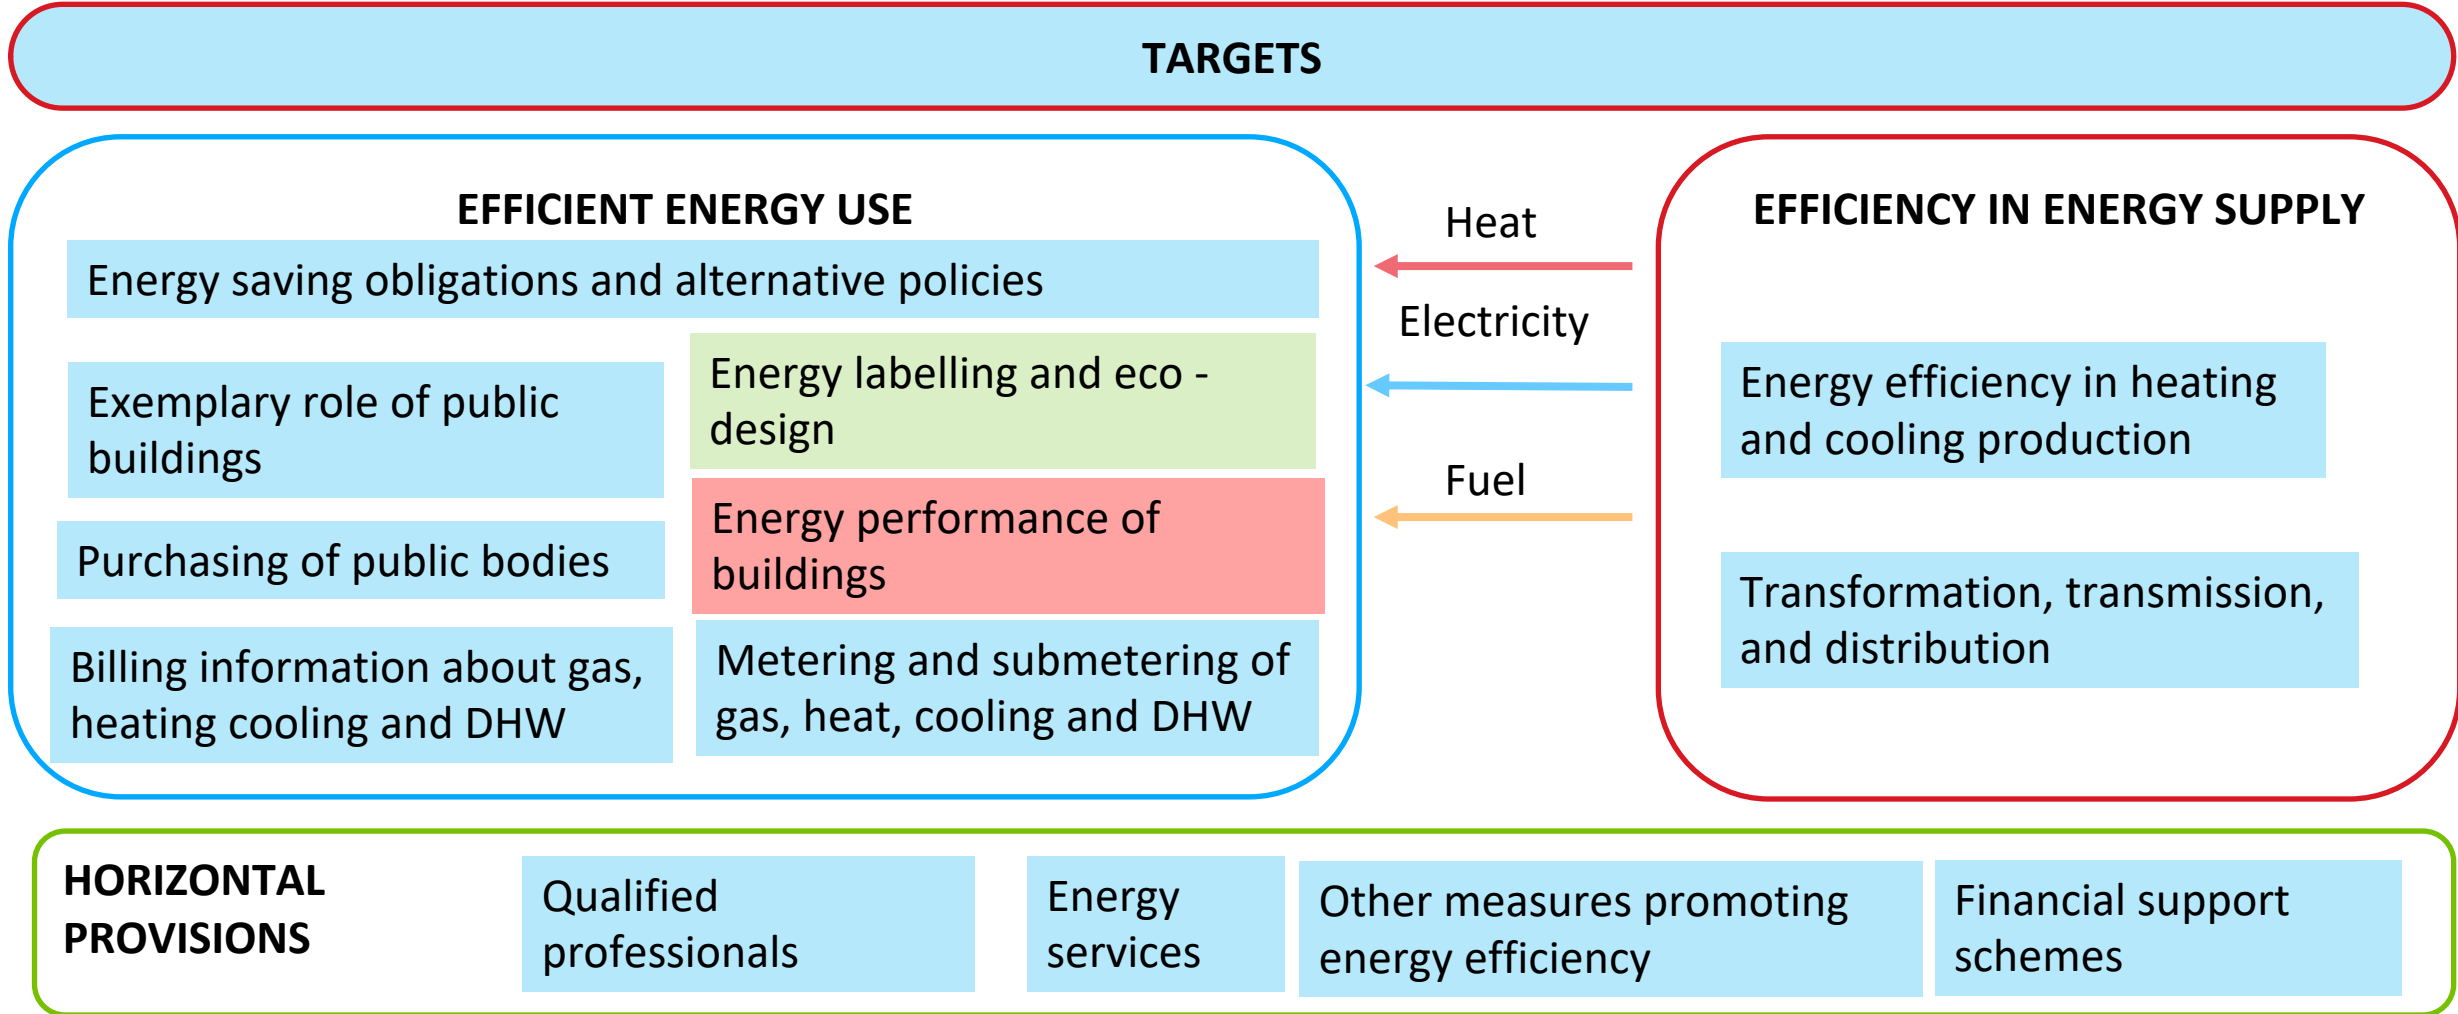 TARGETS
EFFICIENT ENERGY USE
Energy saving obligations and alternative policies
Exemplary role of public
buildings
Energy labelling and eco -
design
Purchasing of public bodies
Energy performance of
buildings
Billing information about gas,
heating cooling and DHW
Metering and submetering of
gas, heat, cooling and DHW
Heat
Electricity
Fuel
EFFICIENCY IN ENERGY SUPPLY
Energy efficiency in heating
and cooling production
Transformation, transmission,
and distribution
HORIZONTAL
PROVISIONS
Qualified
professionals
Energy
services
Other measures promoting
energy efficiency
Financial support
schemes